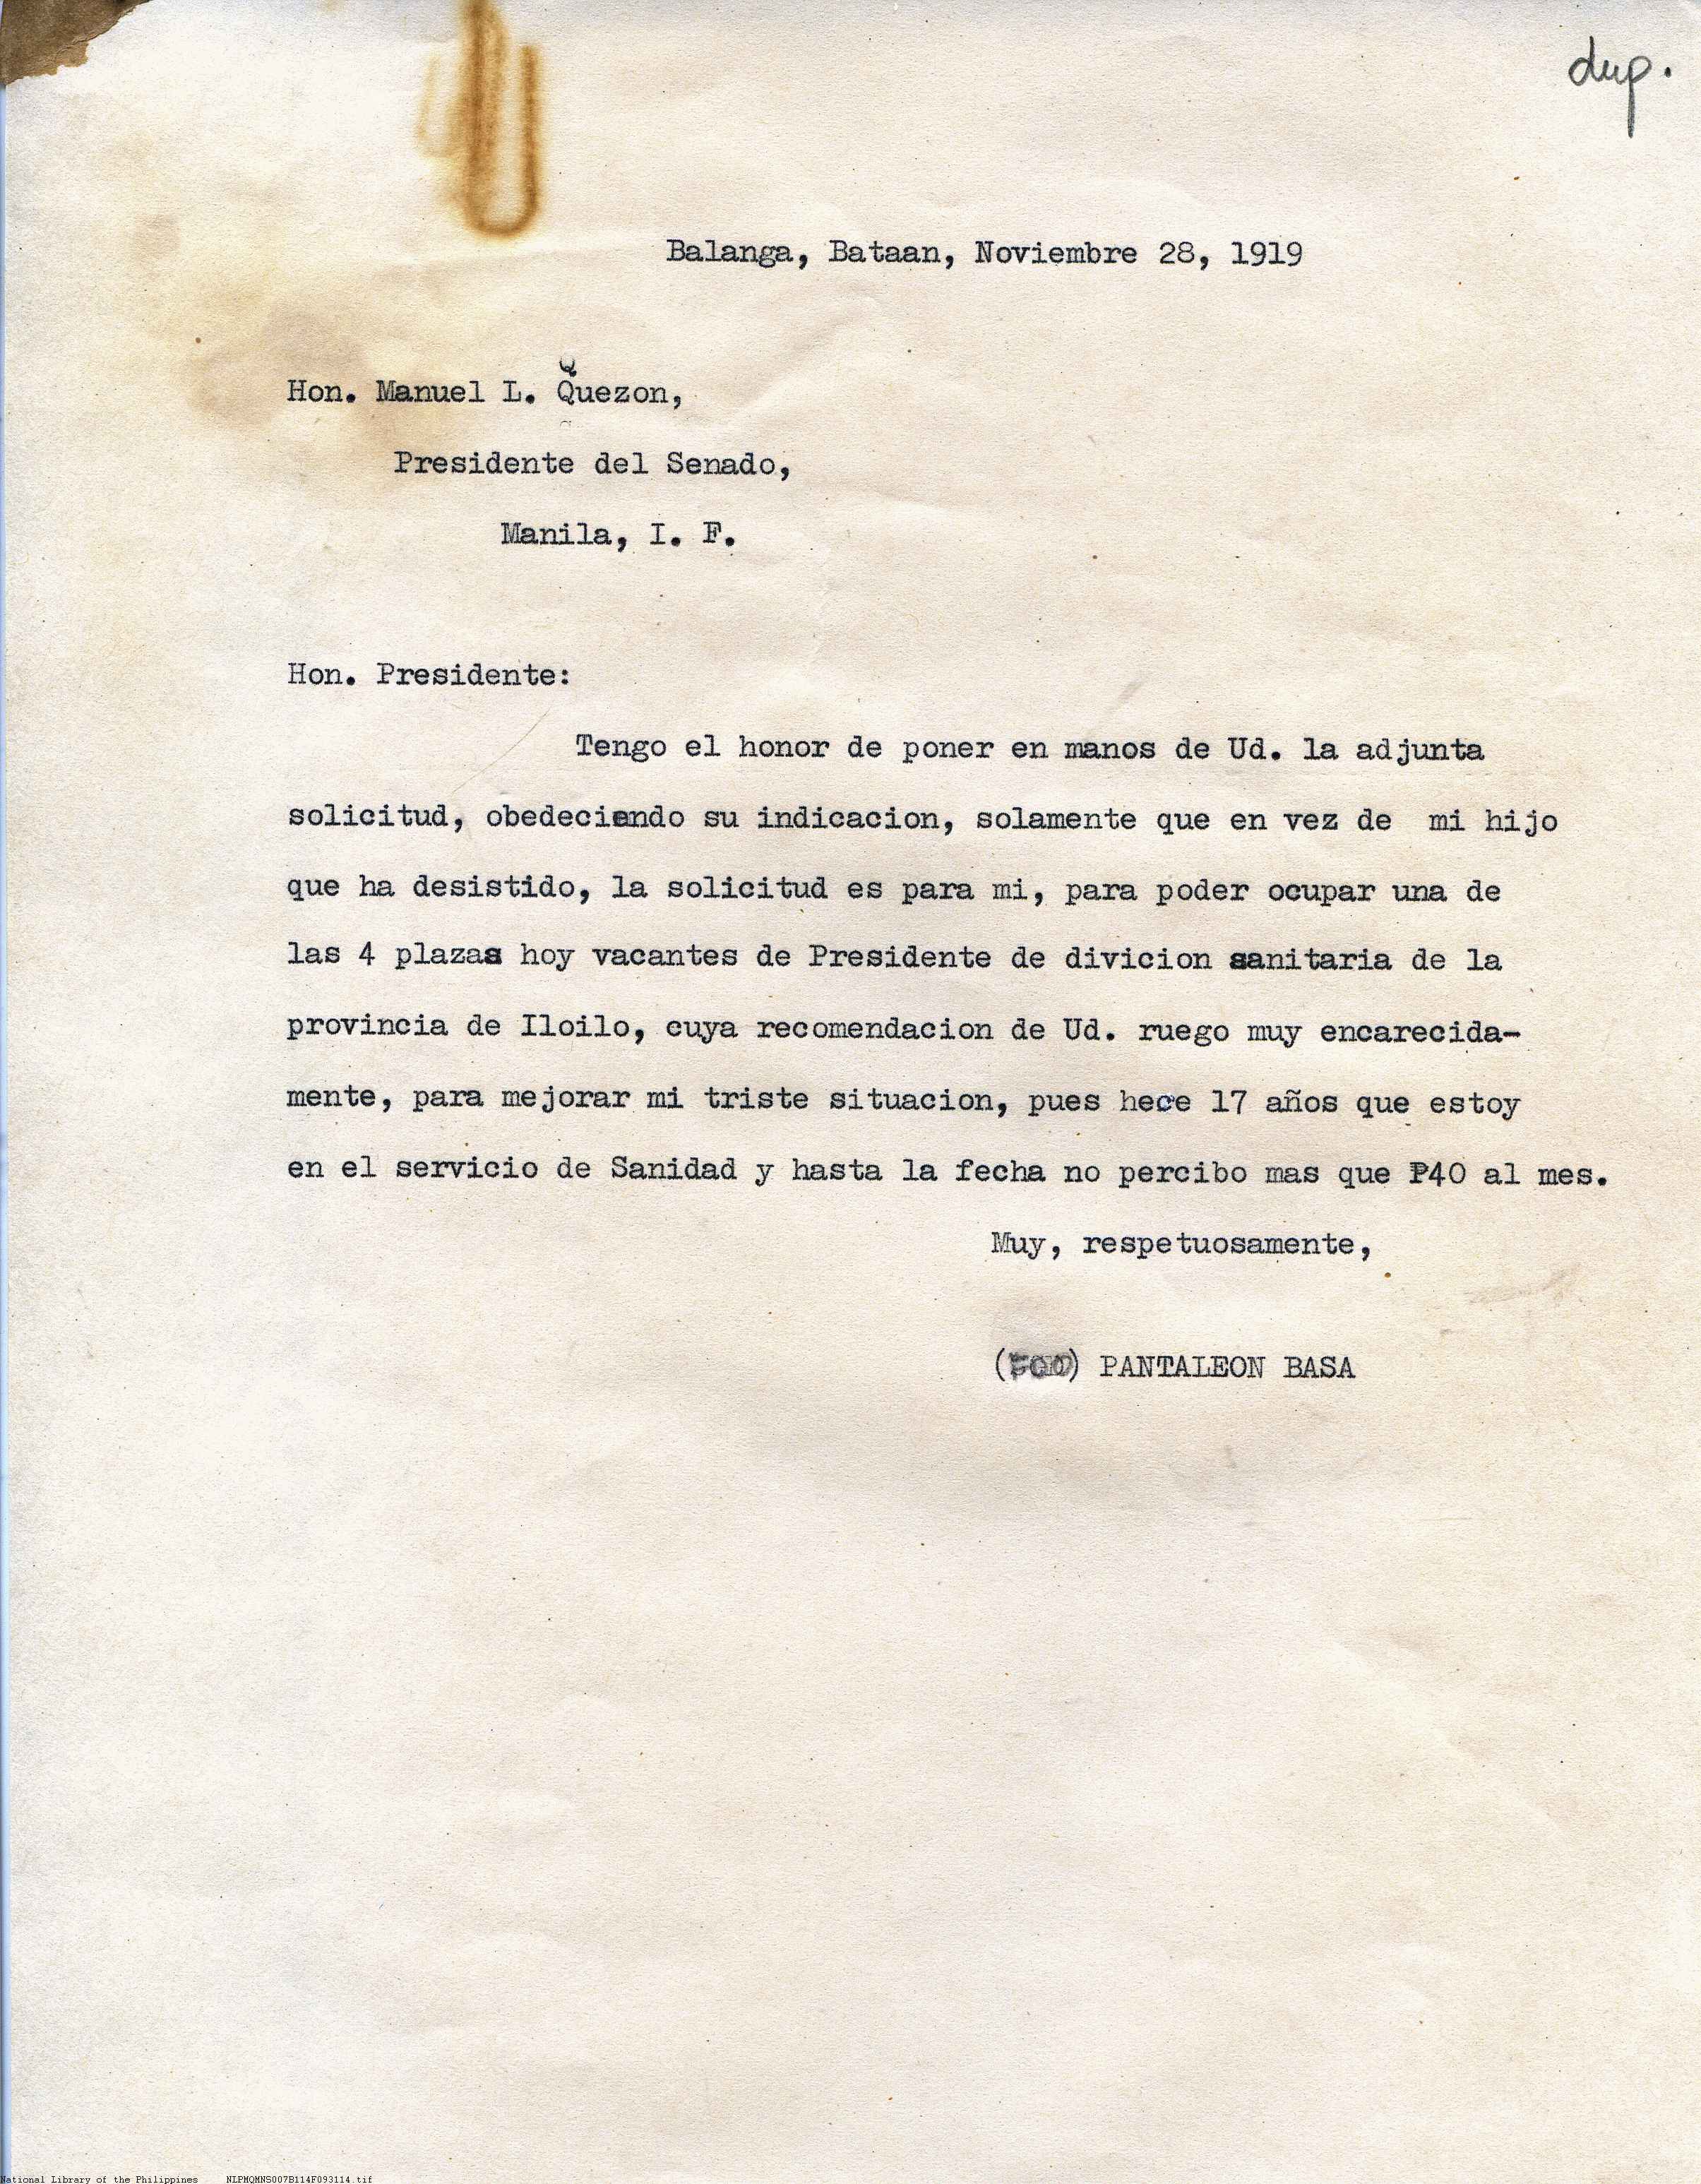 dup.
Balanga, Bataan, Noviembre 28, 1919
Hon. Manuel L. Quezon,
Presidente del Senado,
Manila, I. F.
Hon. Presidente:
Tengo el honor de poner en manos de Ud. la adjunta
solicitud, obedeciendo su indicacion, solamente que en vez de mi hijo
que ha desistido, la solicitud es para mi, para poder ocupar una de
las 4 plazas hoy vacantes de Presidente de divicion sanitaria de la
provincia de Iloilo, cuya recomendacion de Ud. ruego muy encarecida-
mente, para mejorar mi triste situacion, pues hece 17 años que estoy
en el servicio de Sanidad y hasta la fecha no percibo mas que ₱40 al mes.
Muy, respetuosamente,
PANTALEON BASA
National Library of the Philippines NLPMQMNS007B114F093114.tif